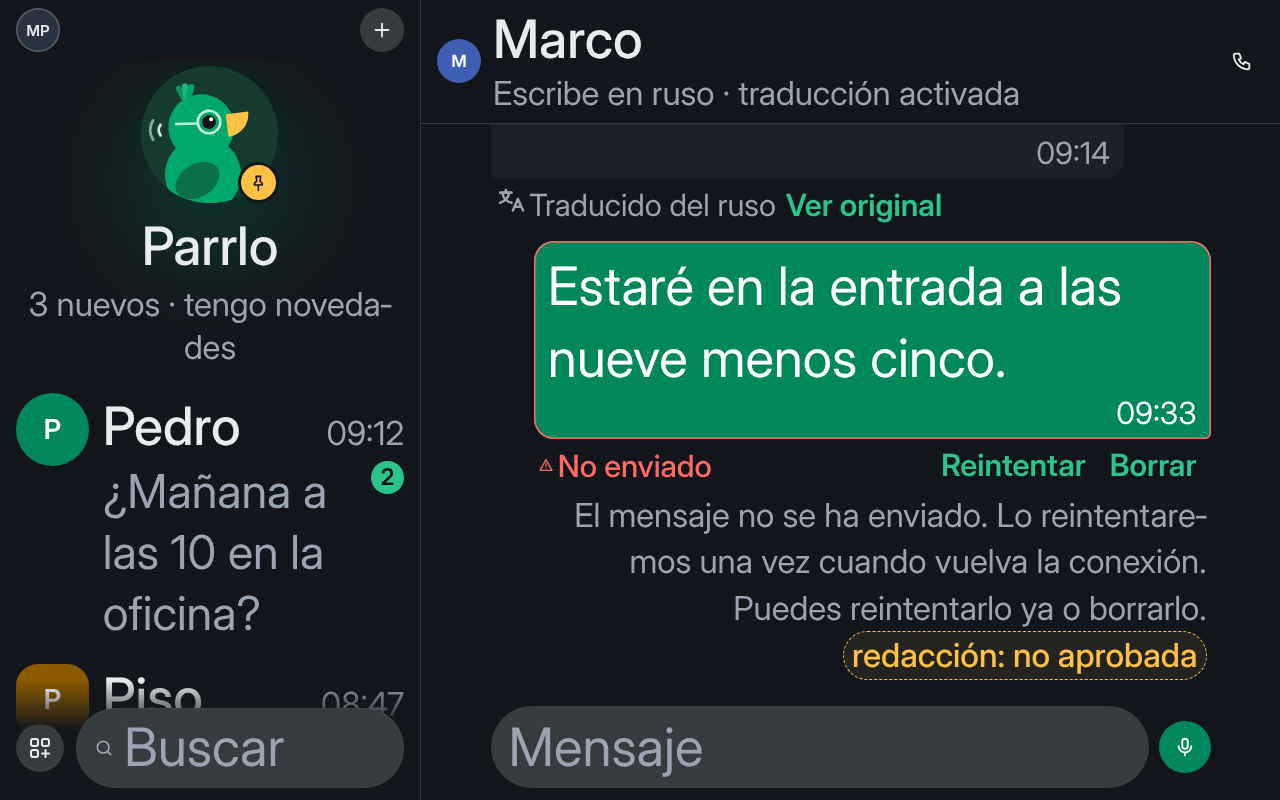 MP
Parrlo
3 nuevos · tengo noveda-
des
P
Pedro
09:12
¿Mañana a
las 10 en la
oficina?
2
P
Piso
08:47
Buscar
M
Marco
Escribe en ruso · traducción activada
09:14
Traducido del ruso Ver original
Estaré en la entrada a las
nueve menos cinco.
09:33
No enviado
Reintentar Borrar
El mensaje no se ha enviado. Lo reintentare-
mos una vez cuando vuelva la conexión.
Puedes reintentarlo ya o borrarlo.
redacción: no aprobada
Mensaje